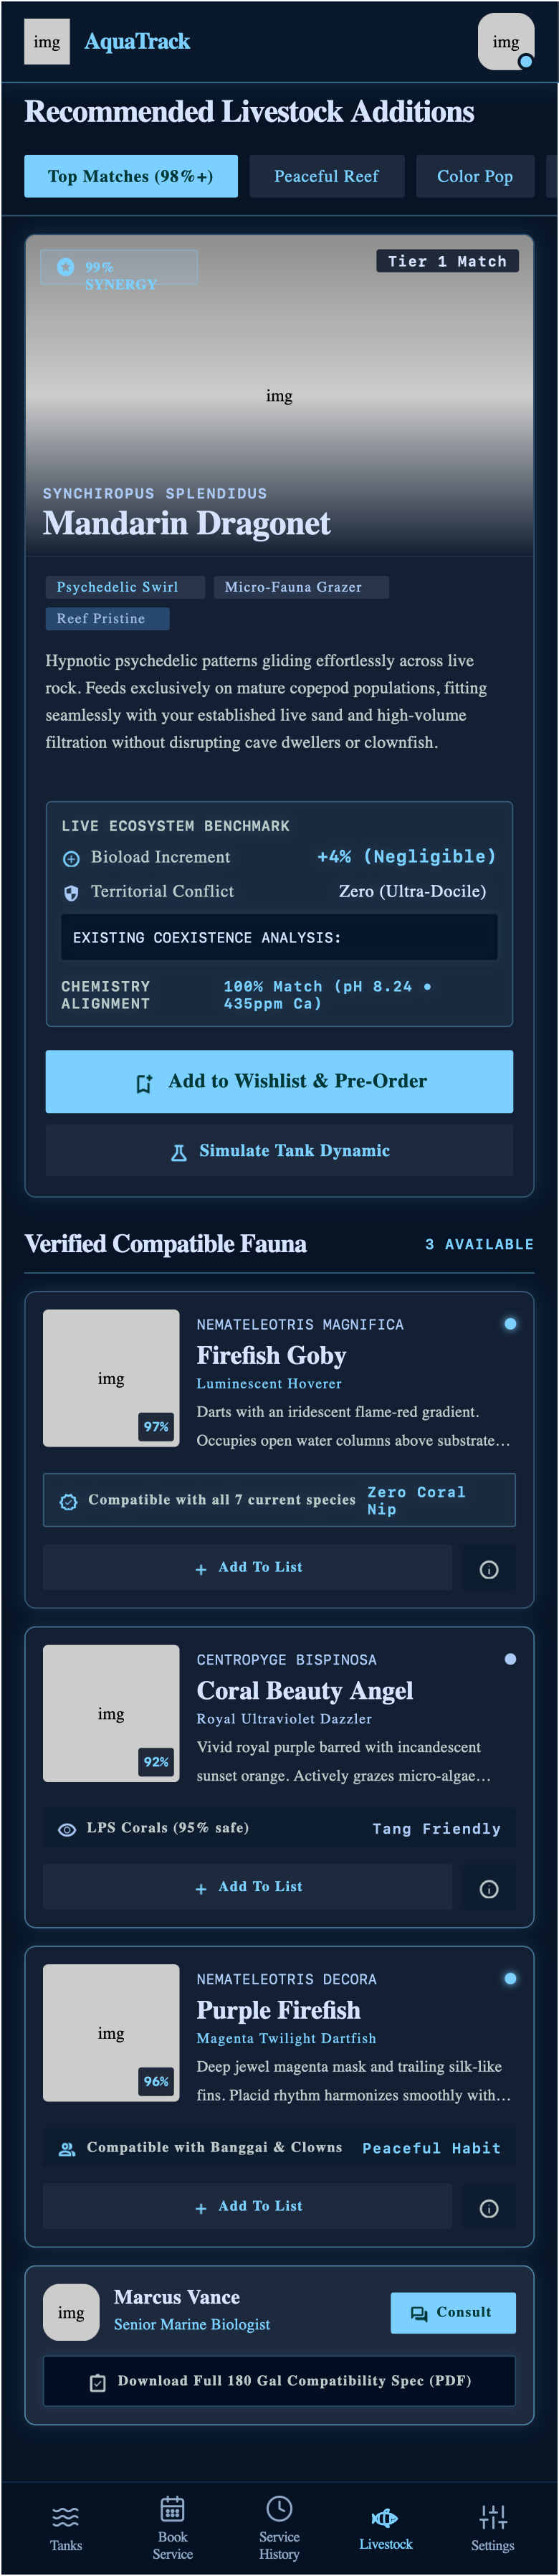 img
AquaTrack
img
Recommended Livestock Additions
Top Matches (98%+)
Peaceful Reef
Color Pop
99%
SYNERGY
Tier 1 Match
img
SYNCHIROPUS SPLENDIDUS
Mandarin Dragonet
Psychedelic Swirl
Micro-Fauna Grazer
Reef Pristine
Hypnotic psychedelic patterns gliding effortlessly across live
rock. Feeds exclusively on mature copepod populations, fitting
seamlessly with your established live sand and high-volume
filtration without disrupting cave dwellers or clownfish.
LIVE ECOSYSTEM BENCHMARK
Bioload Increment
+4% (Negligible)
Territorial Conflict
Zero (Ultra-Docile)
EXISTING COEXISTENCE ANALYSIS:
CHEMISTRY
ALIGNMENT
100% Match (pH 8.24 •
435ppm Ca)
Add to Wishlist & Pre-Order
Simulate Tank Dynamic
Verified Compatible Fauna
3 AVAILABLE
img
97%
NEMATELEOTRIS MAGNIFICA
Firefish Goby
Luminescent Hoverer
Darts with an iridescent flame-red gradient.
Occupies open water columns above substrate…
Compatible with all 7 current species
Zero Coral
Nip
+ Add To List
img
92%
CENTROPYGE BISPINOSA
Coral Beauty Angel
Royal Ultraviolet Dazzler
Vivid royal purple barred with incandescent
sunset orange. Actively grazes micro-algae…
LPS Corals (95% safe)
Tang Friendly
+ Add To List
img
96%
NEMATELEOTRIS DECORA
Purple Firefish
Magenta Twilight Dartfish
Deep jewel magenta mask and trailing silk-like
fins. Placid rhythm harmonizes smoothly with…
Compatible with Banggai & Clowns
Peaceful Habit
+ Add To List
img
Marcus Vance
Senior Marine Biologist
Consult
Download Full 180 Gal Compatibility Spec (PDF)
Tanks
Book
Service
Service
History
Livestock
Settings